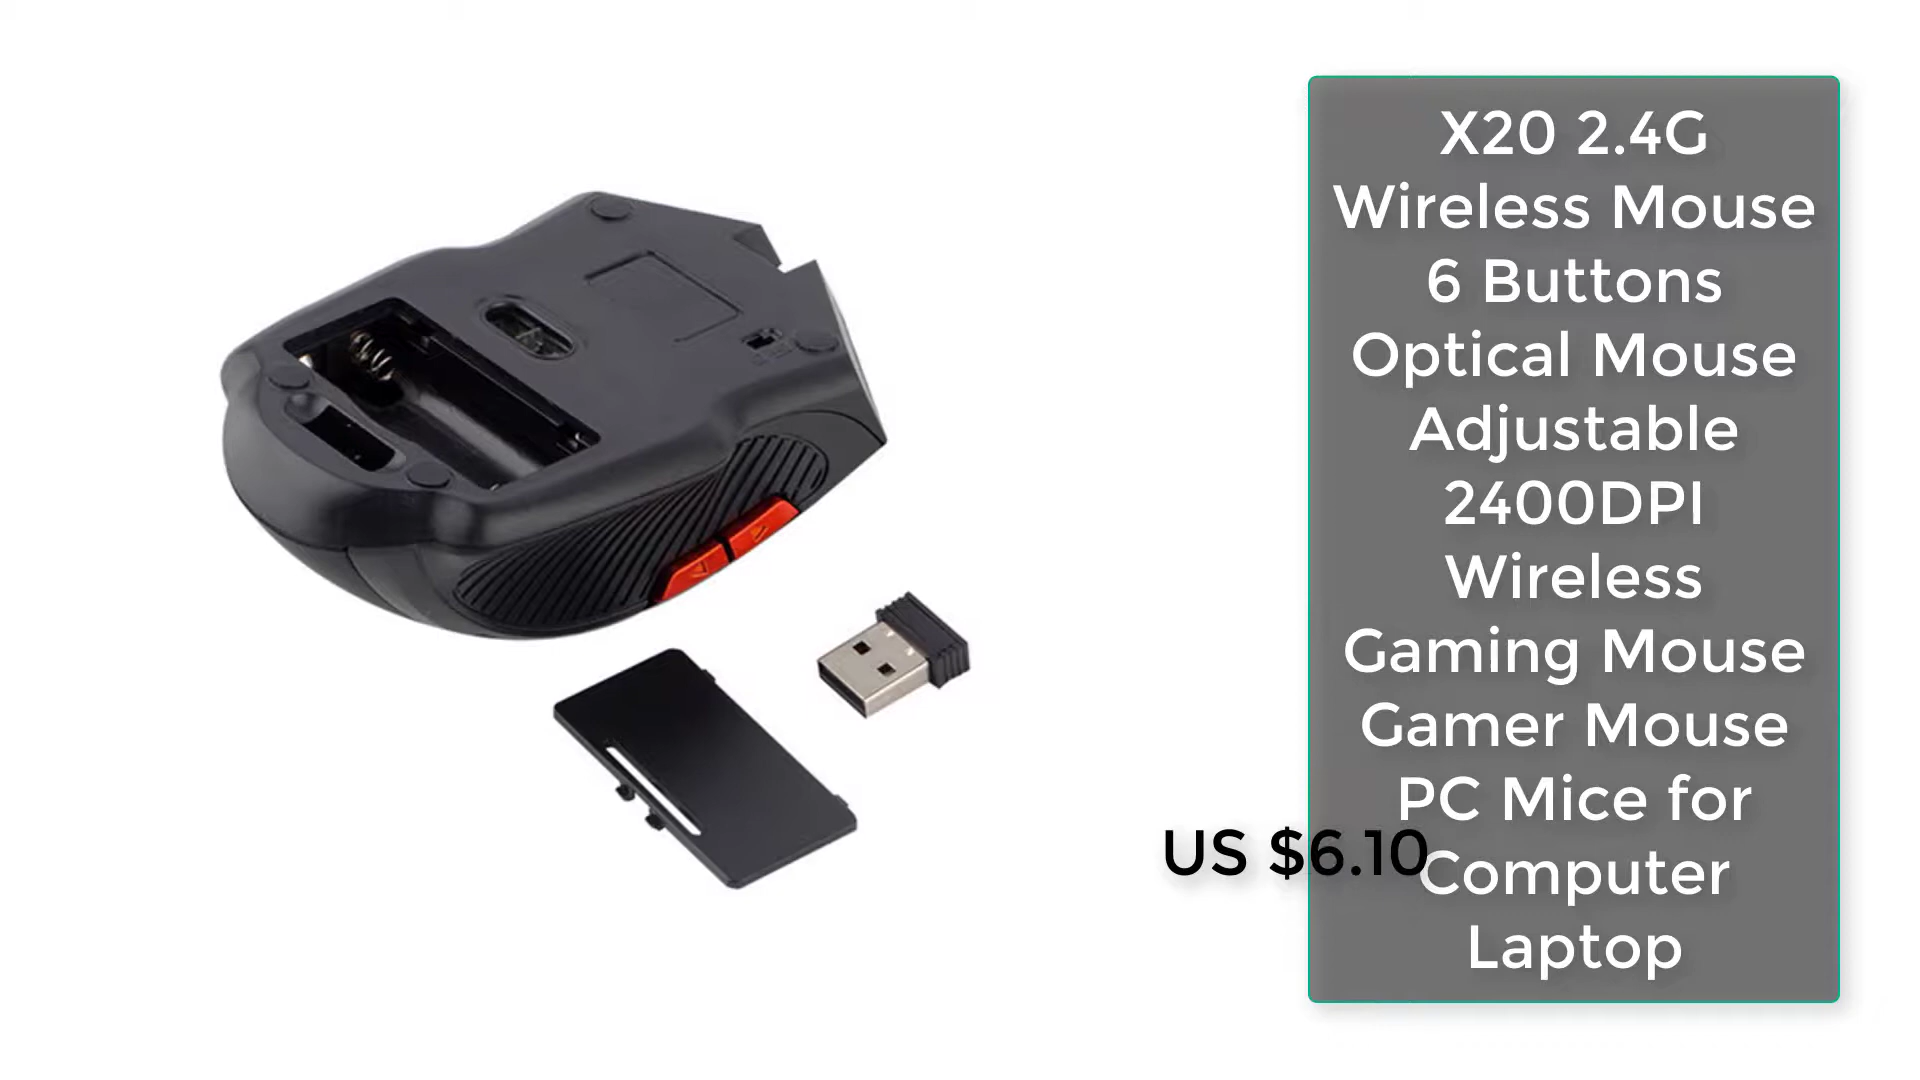 X20 2.4G
Wireless Mouse
6 Buttons
Optical Mouse
Adjustable
2400DPI
Wireless
Gaming Mouse
Gamer Mouse
PC Mice for
Computer
Laptop
US $6.10